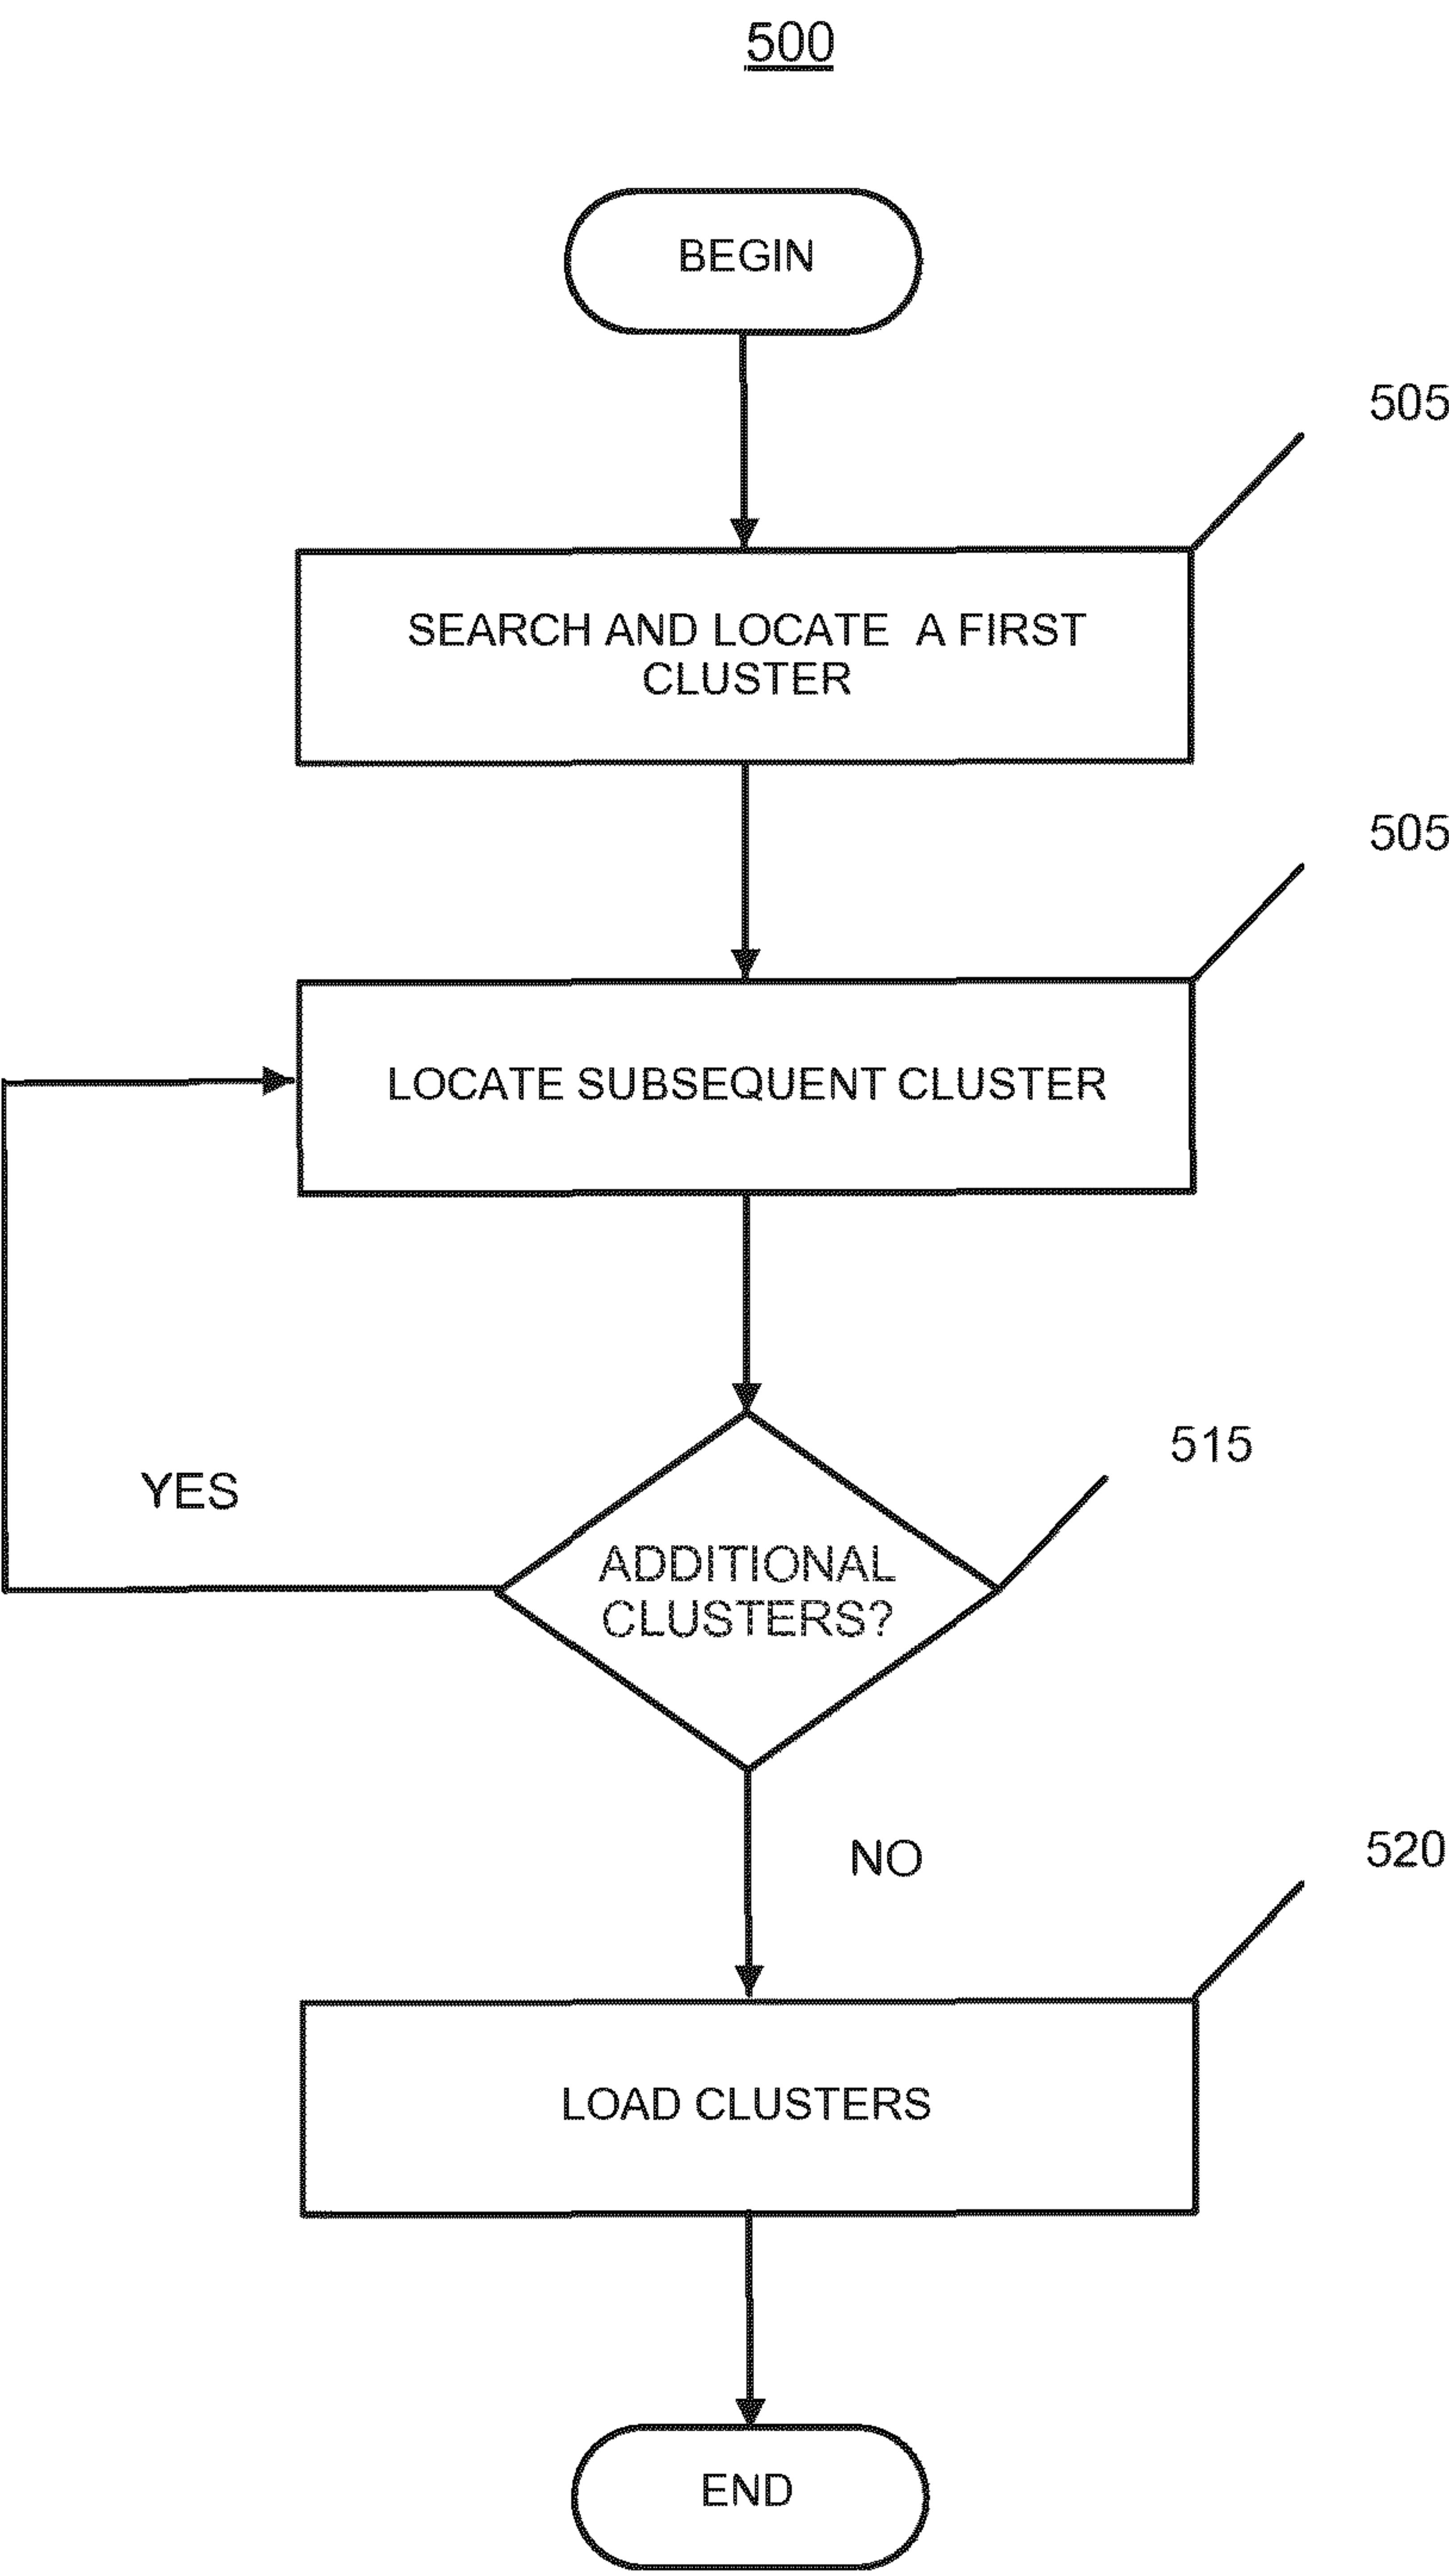 500
BEGIN
505
SEARCH AND LOCATE A FIRST
CLUSTER
505
LOCATE SUBSEQUENT CLUSTER
515
YES
ADDITIONAL
CLUSTERS?
NO
520
LOAD CLUSTERS
END